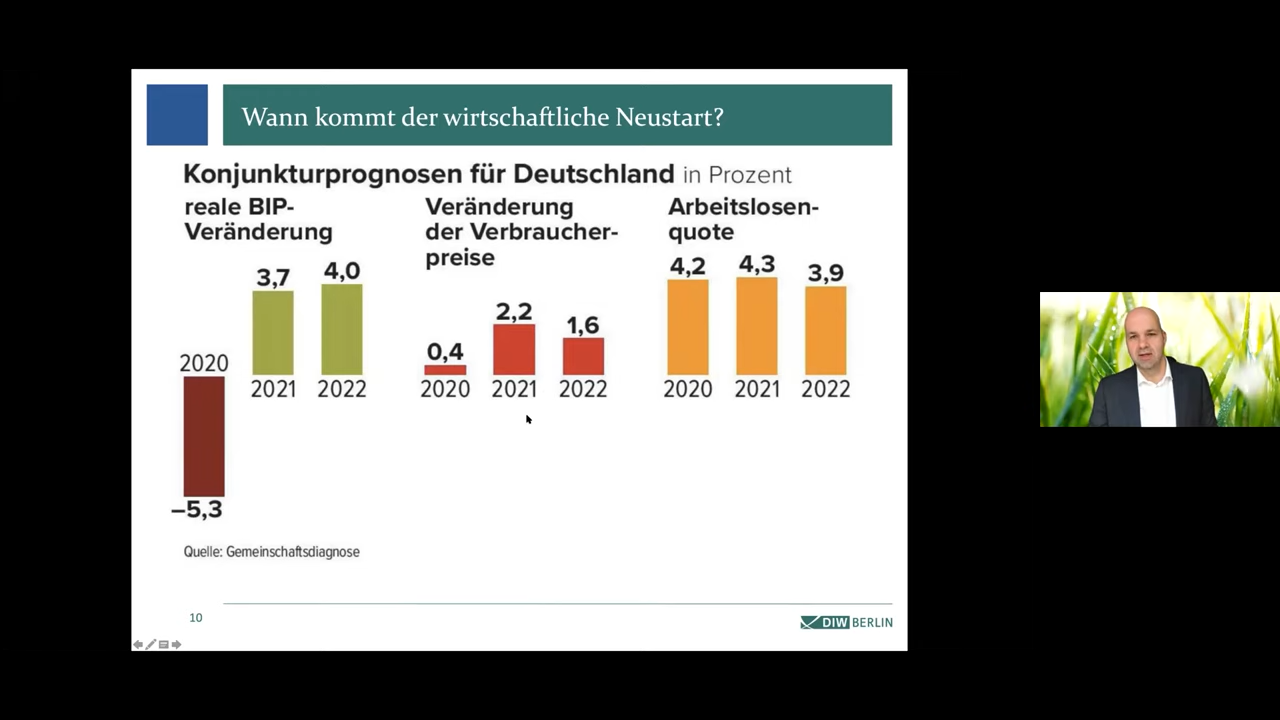 Wann kommt der wirtschaftliche Neustart?
Konjunkturprognosen für Deutschland in Prozent
reale BIP-
Veränderung
3,7
4,0
2020
2021
2022
–5,3
Veränderung
der Verbraucher-
preise
0,4
2,2
1,6
2020
2021
2022
Arbeitslosen-
quote
4,2
4,3
3,9
2020
2021
2022
Quelle: Gemeinschaftsdiagnose
10
DIW BERLIN